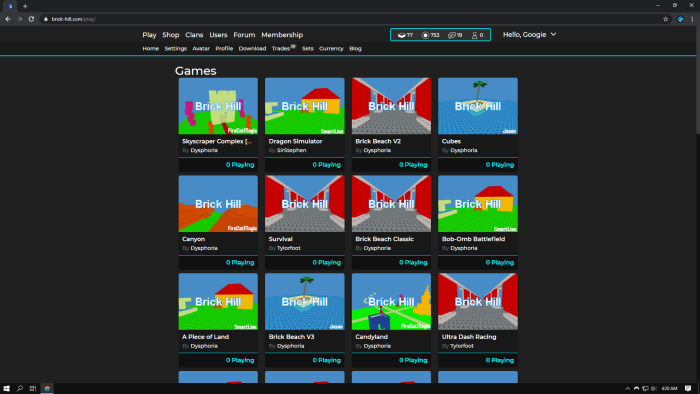 brick-hill.com/play/
Play Shop Clans Users Forum Membership
77 753 19 0
Hello, Googie
Home Settings Avatar Profile Download Trades Sets Currency Blog
Games
Brick Hill Brick Hill Brick Hill Brick Hill
FireCatMagic SmartLion Jason
Skyscraper Complex [... Dragon Simulator Brick Beach V2 Cubes
By Dysphoria By SirStephen By Dysphoria By Dysphoria
0 Playing 0 Playing 0 Playing 0 Playing
Brick Hill Brick Hill Brick Hill Brick Hill
FireCatMagic SmartLion
Canyon Survival Brick Beach Classic Bob-Omb Battlefield
By Dysphoria By Tylorfoot By Dysphoria By Dysphoria
0 Playing 0 Playing 0 Playing 0 Playing
Brick Hill Brick Hill Brick Hill Brick Hill
SmartLion Jason FireCatMagic
A Piece of Land Brick Beach V3 Candyland Ultra Dash Racing
By Dysphoria By Dysphoria By Dysphoria By Tylorfoot
0 Playing 0 Playing 0 Playing 0 Playing
4:20 AM